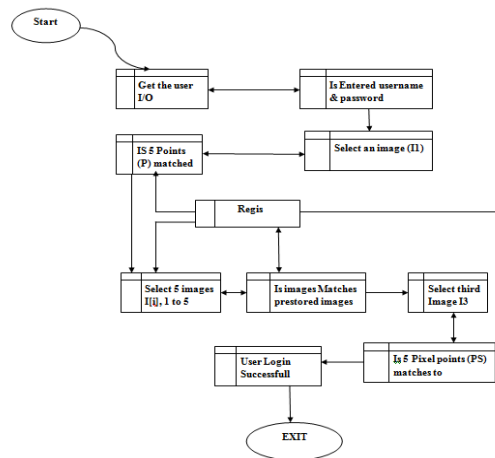 Start
Get the user
I/O
Is Entered username
& password
IS 5 Points
(P) matched
Select an image (I1)
Regis
Select 5 images
I[i], 1 to 5
Is images Matches
prestored images
Select third
Image I3
User Login
Successfull
Is 5 Pixel points (PS)
matches to
EXIT